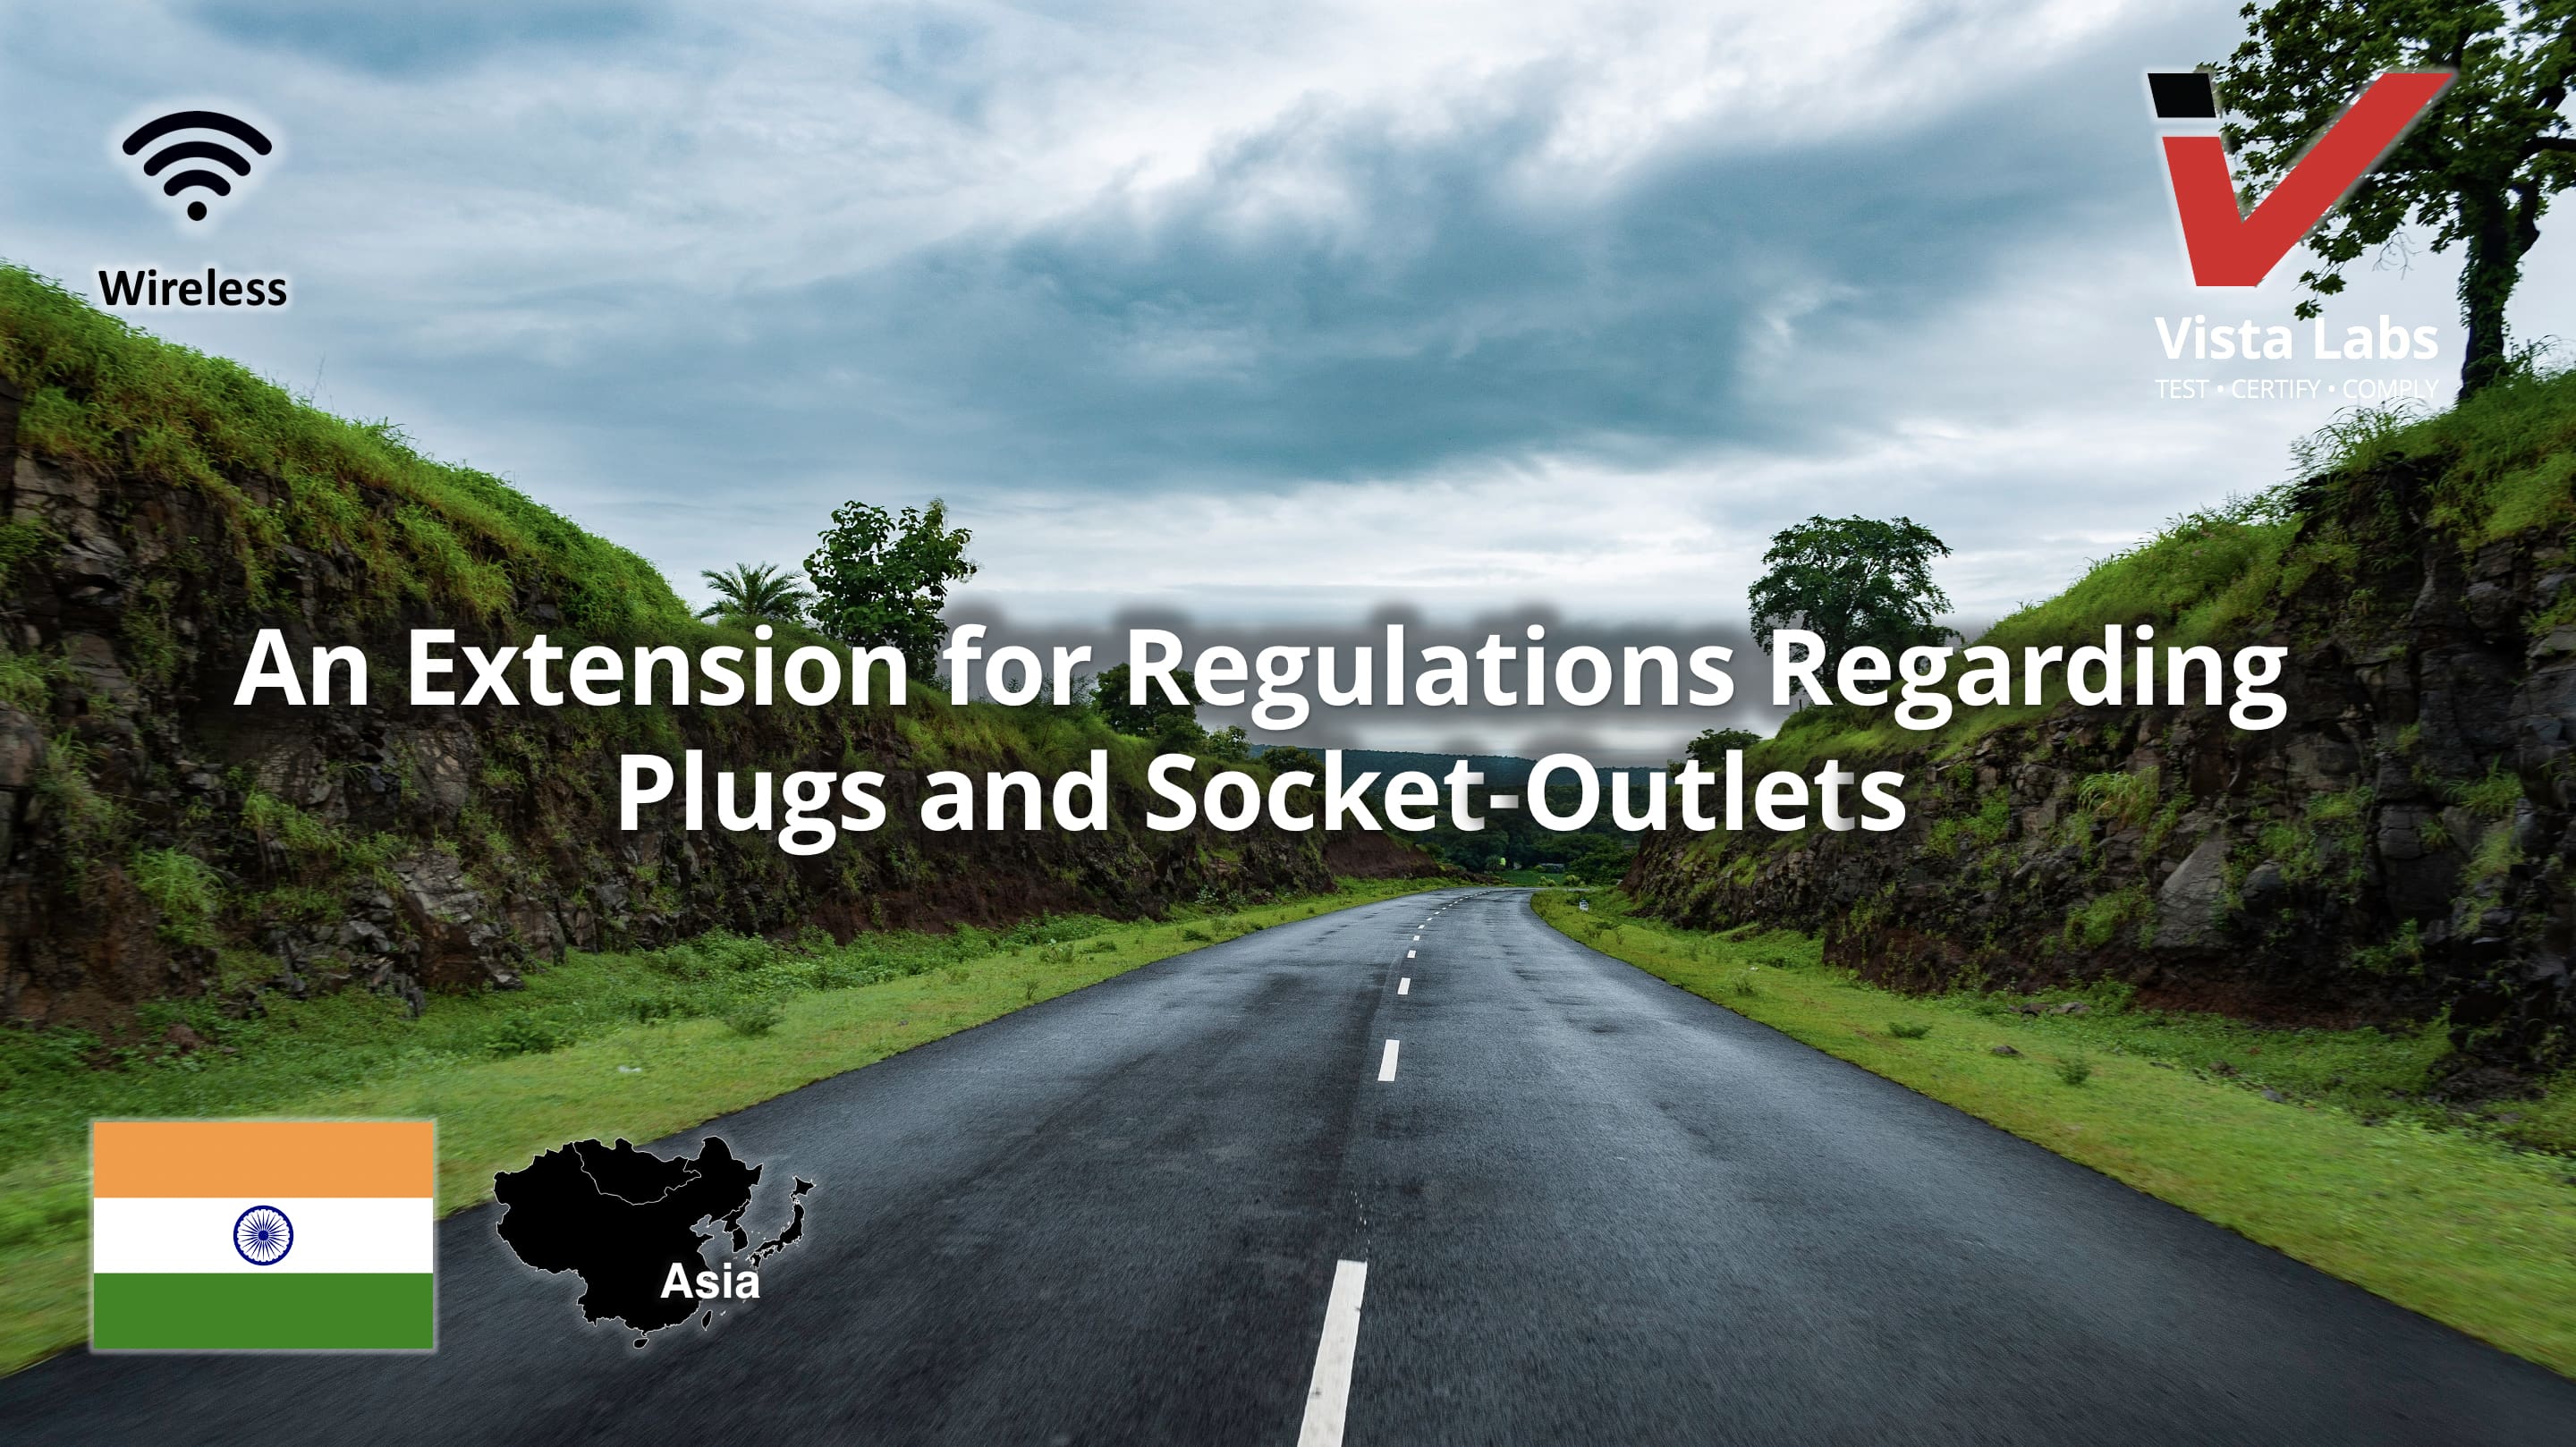 Wireless
Vista Labs
TEST • CERTIFY • COMPLY
An Extension for Regulations Regarding
Plugs and Socket-Outlets
Asia